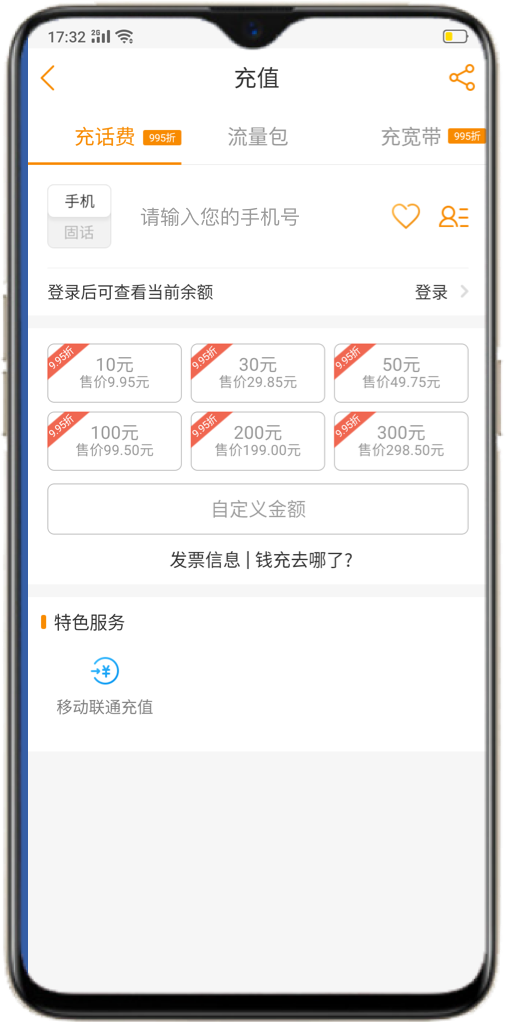 17:32 2G
充值
充话费 995折 流量包 充宽带 995折
手机
固话
请输入您的手机号
登录后可查看当前余额 登录
9.95折 10元 9.95折 30元 9.95折 50元
售价9.95元 售价29.85元 售价49.75元
9.95折 100元 9.95折 200元 9.95折 300元
售价99.50元 售价199.00元 售价298.50元
自定义金额
发票信息 | 钱充去哪了?
特色服务
¥
移动联通充值